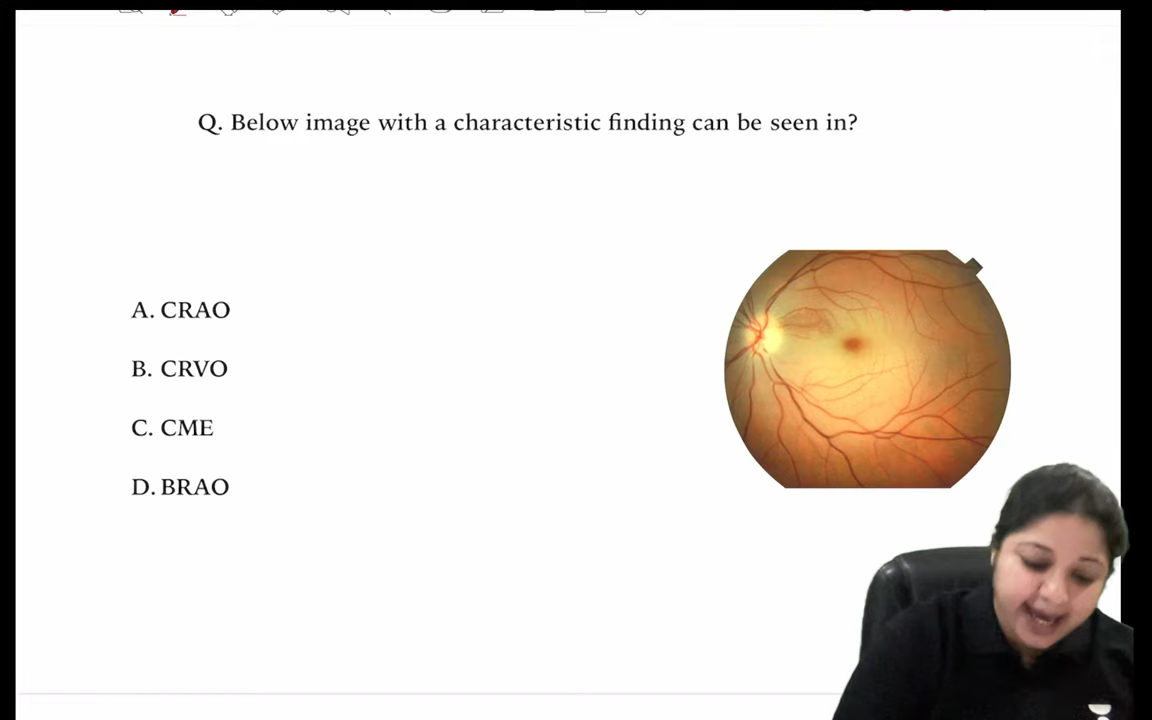 Q. Below image with a characteristic finding can be seen in?
A. CRAO
B. CRVO
C. CME
D. BRAO